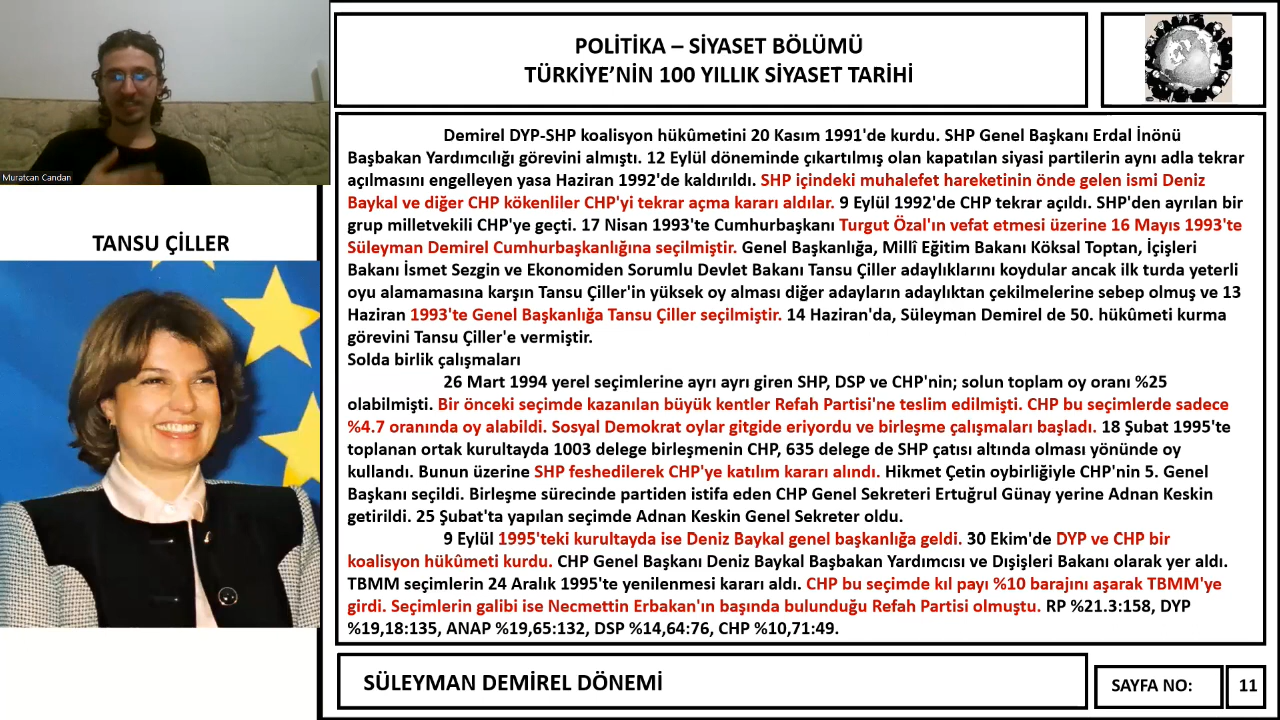 Muratcan Candan
TANSU ÇİLLER
POLİTİKA – SİYASET BÖLÜMÜ
TÜRKİYE’NİN 100 YILLIK SİYASET TARİHİ
Demirel DYP-SHP koalisyon hükûmetini 20 Kasım 1991'de kurdu. SHP Genel Başkanı Erdal İnönü
Başbakan Yardımcılığı görevini almıştı. 12 Eylül döneminde çıkartılmış olan kapatılan siyasi partilerin aynı adla tekrar
açılmasını engelleyen yasa Haziran 1992'de kaldırıldı. SHP içindeki muhalefet hareketinin önde gelen ismi Deniz
Baykal ve diğer CHP kökenliler CHP'yi tekrar açma kararı aldılar. 9 Eylül 1992'de CHP tekrar açıldı. SHP'den ayrılan bir
grup milletvekili CHP'ye geçti. 17 Nisan 1993'te Cumhurbaşkanı Turgut Özal'ın vefat etmesi üzerine 16 Mayıs 1993'te
Süleyman Demirel Cumhurbaşkanlığına seçilmiştir. Genel Başkanlığa, Millî Eğitim Bakanı Köksal Toptan, İçişleri
Bakanı İsmet Sezgin ve Ekonomiden Sorumlu Devlet Bakanı Tansu Çiller adaylıklarını koydular ancak ilk turda yeterli
oyu alamamasına karşın Tansu Çiller'in yüksek oy alması diğer adayların adaylıktan çekilmelerine sebep olmuş ve 13
Haziran 1993'te Genel Başkanlığa Tansu Çiller seçilmiştir. 14 Haziran'da, Süleyman Demirel de 50. hükûmeti kurma
görevini Tansu Çiller'e vermiştir.
Solda birlik çalışmaları
26 Mart 1994 yerel seçimlerine ayrı ayrı giren SHP, DSP ve CHP'nin; solun toplam oy oranı %25
olabilmişti. Bir önceki seçimde kazanılan büyük kentler Refah Partisi'ne teslim edilmişti. CHP bu seçimlerde sadece
%4.7 oranında oy alabildi. Sosyal Demokrat oylar gitgide eriyordu ve birleşme çalışmaları başladı. 18 Şubat 1995'te
toplanan ortak kurultayda 1003 delege birleşmenin CHP, 635 delege de SHP çatısı altında olması yönünde oy
kullandı. Bunun üzerine SHP feshedilerek CHP'ye katılım kararı alındı. Hikmet Çetin oybirliğiyle CHP'nin 5. Genel
Başkanı seçildi. Birleşme sürecinde partiden istifa eden CHP Genel Sekreteri Ertuğrul Günay yerine Adnan Keskin
getirildi. 25 Şubat'ta yapılan seçimde Adnan Keskin Genel Sekreter oldu.
9 Eylül 1995'teki kurultayda ise Deniz Baykal genel başkanlığa geldi. 30 Ekim'de DYP ve CHP bir
koalisyon hükûmeti kurdu. CHP Genel Başkanı Deniz Baykal Başbakan Yardımcısı ve Dışişleri Bakanı olarak yer aldı.
TBMM seçimlerin 24 Aralık 1995'te yenilenmesi kararı aldı. CHP bu seçimde kıl payı %10 barajını aşarak TBMM'ye
girdi. Seçimlerin galibi ise Necmettin Erbakan'ın başında bulunduğu Refah Partisi olmuştu. RP %21.3:158, DYP
%19,18:135, ANAP %19,65:132, DSP %14,64:76, CHP %10,71:49.
SÜLEYMAN DEMİREL DÖNEMİ
SAYFA NO:
11